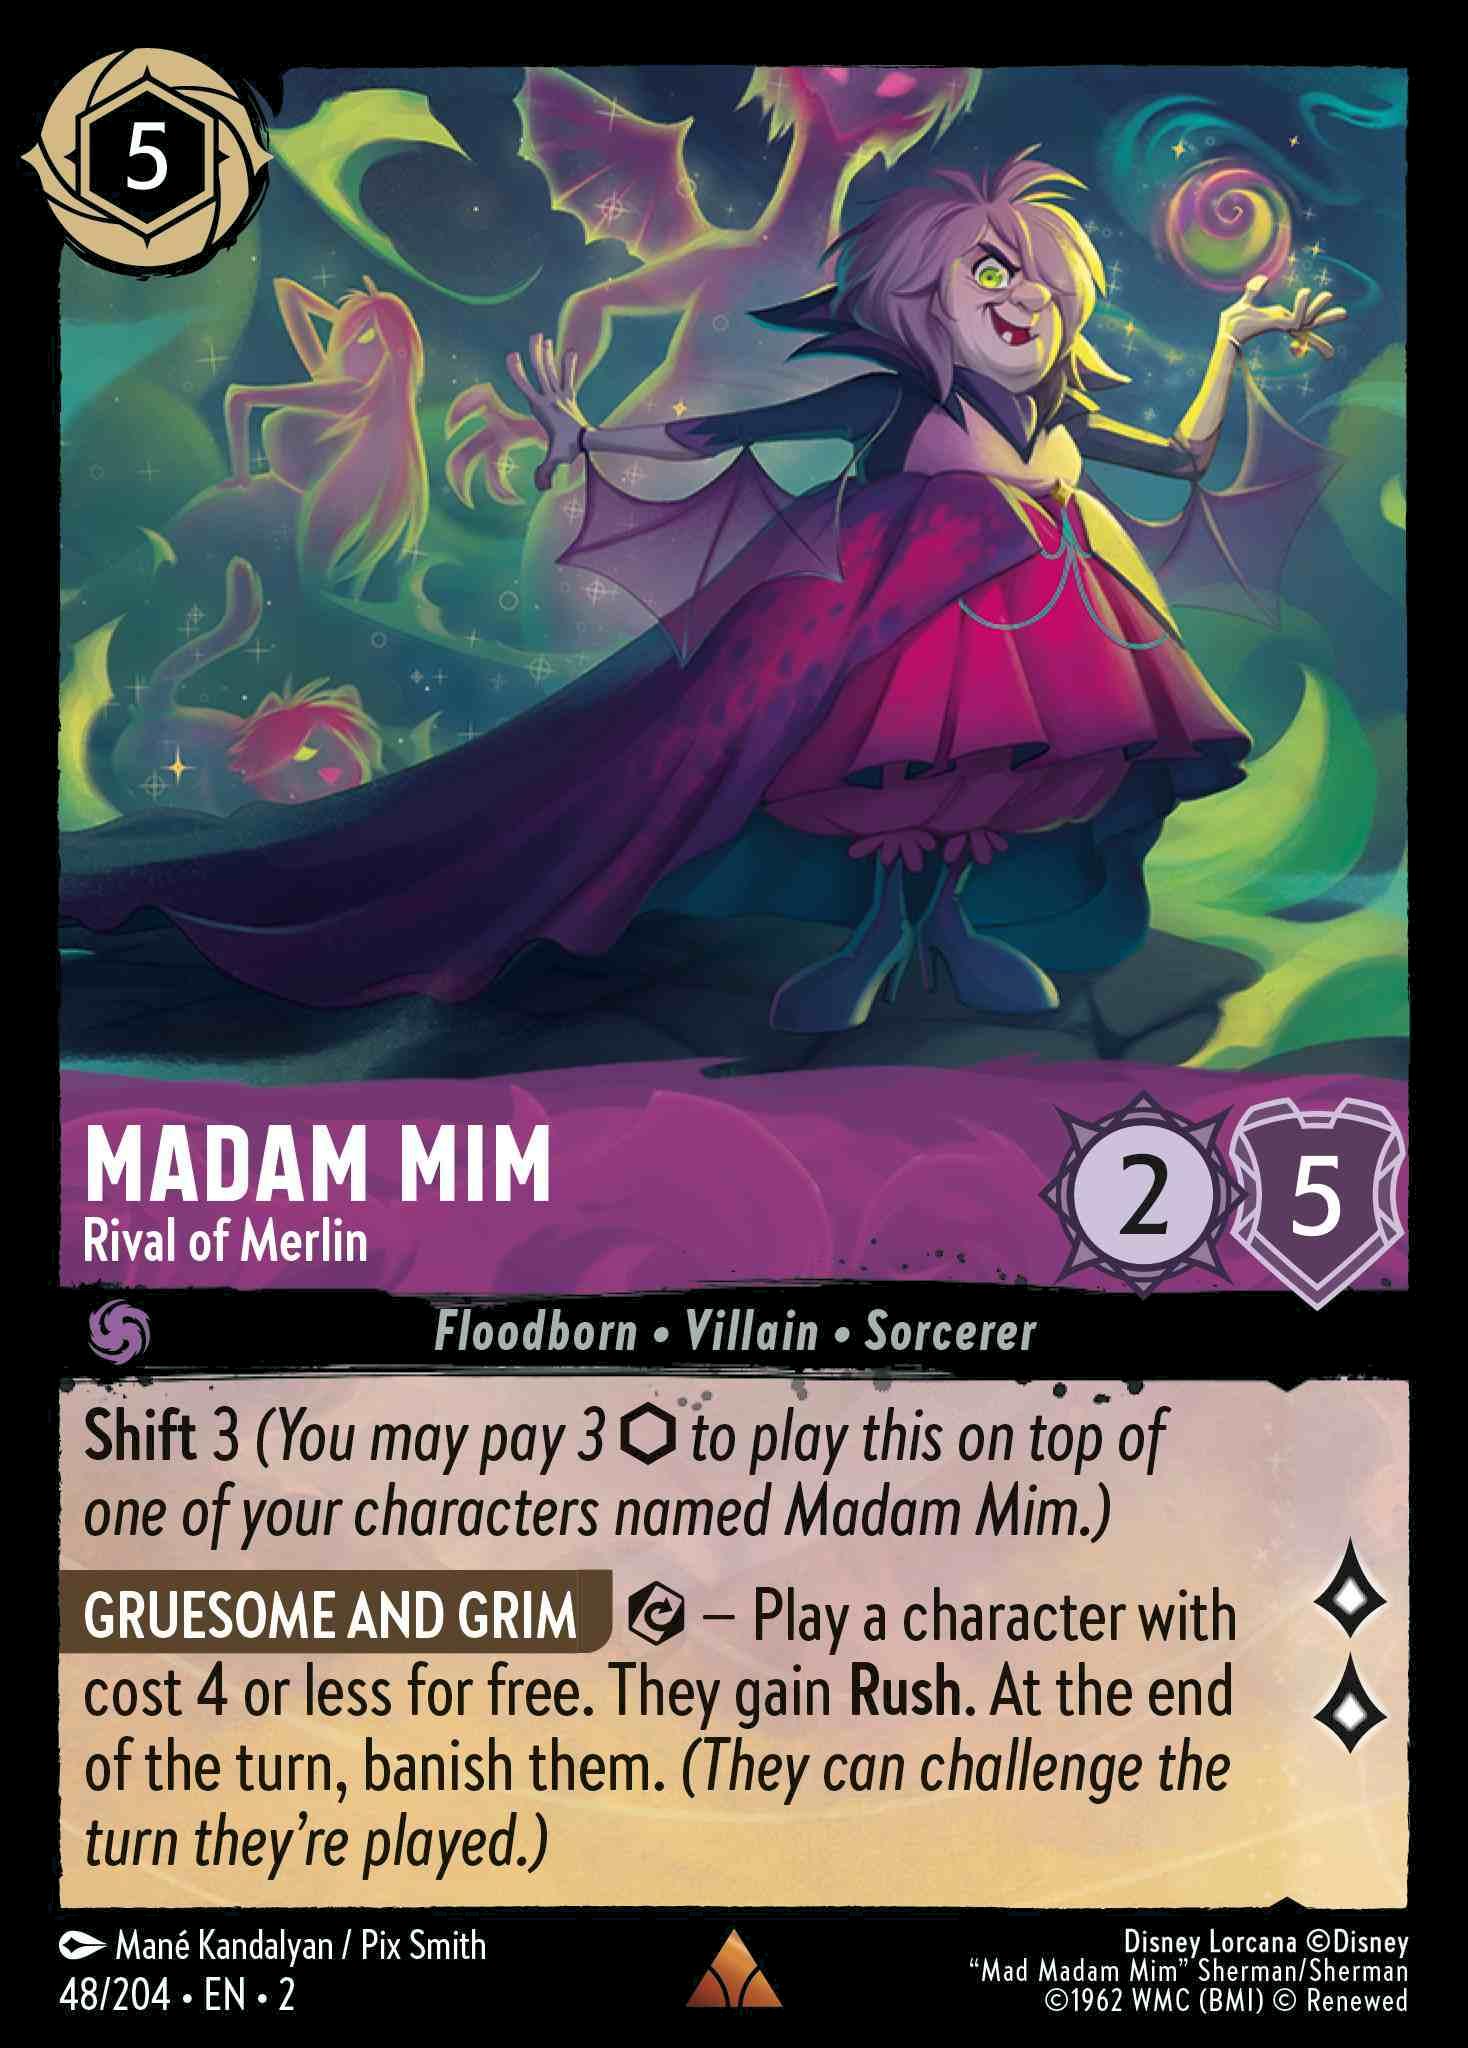 5
MADAM MIM
Rival of Merlin
2
5
Floodborn • Villain • Sorcerer
Shift 3 (You may pay 3 ⬡ to play this on top of
one of your characters named Madam Mim.)
GRUESOME AND GRIM – Play a character with
cost 4 or less for free. They gain Rush. At the end
of the turn, banish them. (They can challenge the
turn they’re played.)
Mané Kandalyan / Pix Smith
48/204 • EN • 2
Disney Lorcana ©Disney
“Mad Madam Mim” Sherman/Sherman
©1962 WMC (BMI) © Renewed